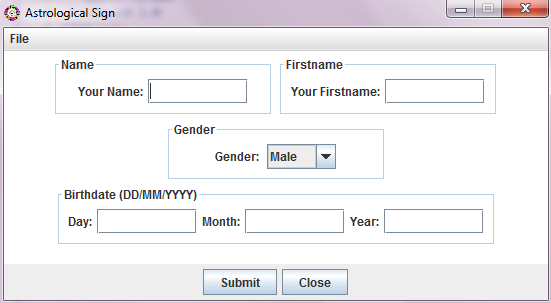 Astrological Sign
File
Name Firstname
Your Name: Your Firstname:
Gender
Gender: Male
Birthdate (DD/MM/YYYY)
Day: Month: Year:
Submit Close